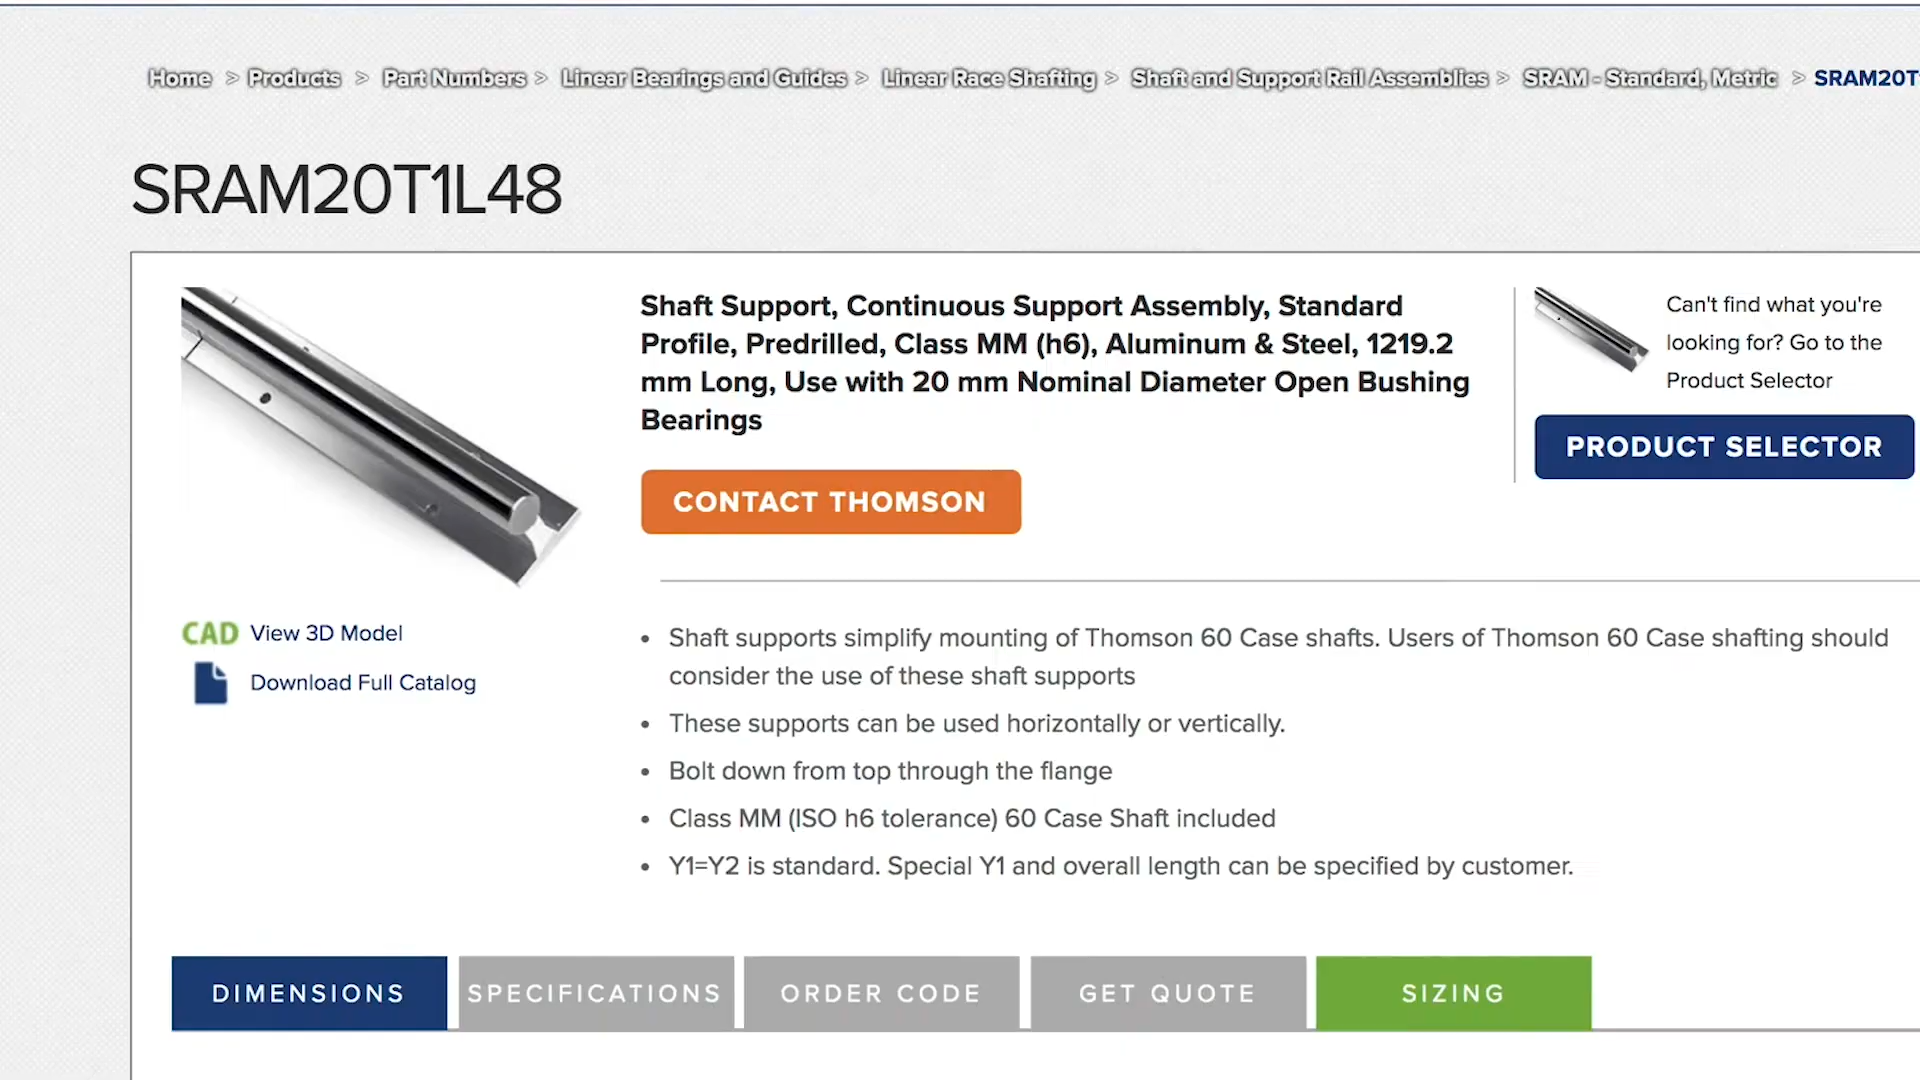 Home > Products > Part Numbers > Linear Bearings and Guides > Linear Race Shafting > Shaft and Support Rail Assemblies > SRAM - Standard, Metric > SRAM20T
SRAM20T1L48
Shaft Support, Continuous Support Assembly, Standard
Profile, Predrilled, Class MM (h6), Aluminum & Steel, 1219.2
mm Long, Use with 20 mm Nominal Diameter Open Bushing
Bearings
CONTACT THOMSON
Can't find what you're
looking for? Go to the
Product Selector
PRODUCT SELECTOR
CAD View 3D Model
Download Full Catalog
• Shaft supports simplify mounting of Thomson 60 Case shafts. Users of Thomson 60 Case shafting should
consider the use of these shaft supports
• These supports can be used horizontally or vertically.
• Bolt down from top through the flange
• Class MM (ISO h6 tolerance) 60 Case Shaft included
• Y1=Y2 is standard. Special Y1 and overall length can be specified by customer.
DIMENSIONS SPECIFICATIONS ORDER CODE GET QUOTE SIZING